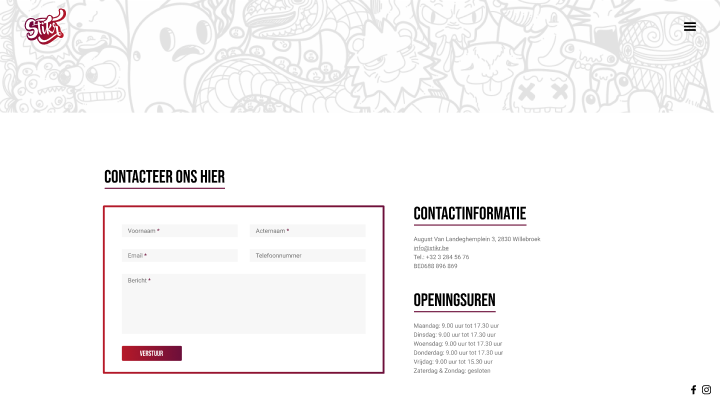 Stikr
CONTACTEER ONS HIER
Voornaam *
Achternaam *
Email *
Telefoonnummer
Bericht *
VERSTUUR
CONTACTINFORMATIE
August Van Landeghemplein 3, 2830 Willebroek
info@stikr.be
Tel.: +32 3 284 56 76
BE0688 896 869
OPENINGSUREN
Maandag: 9.00 uur tot 17.30 uur
Dinsdag: 9.00 uur tot 17.30 uur
Woensdag: 9.00 uur tot 17.30 uur
Donderdag: 9.00 uur tot 17.30 uur
Vrijdag: 9.00 uur tot 15.30 uur
Zaterdag & Zondag: gesloten